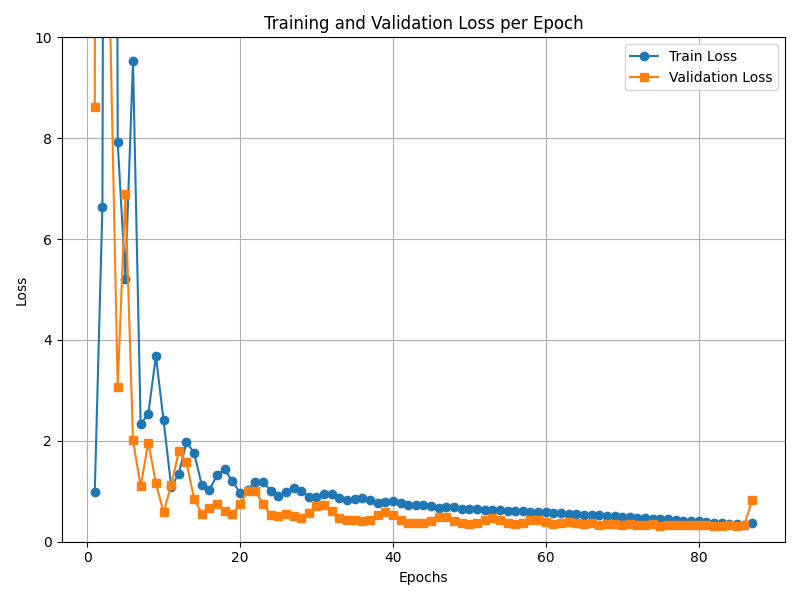 Training and Validation Loss per Epoch
Train Loss
Validation Loss
10
8
6
4
2
0
Loss
0 20 40 60 80
Epochs